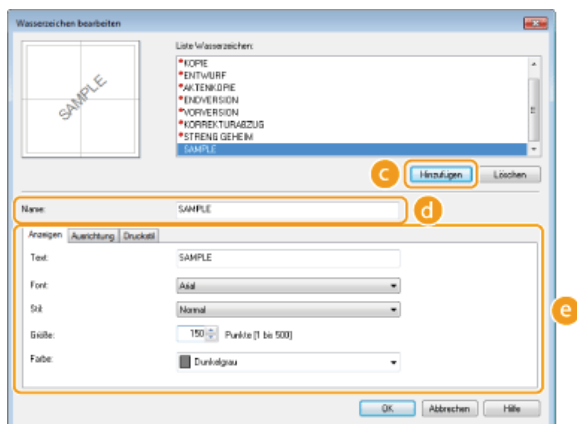 Wasserzeichen bearbeiten
SAMPLE
Liste Wasserzeichen:
*KOPIE
*ENTWURF
*AKTENKOPIE
*ENDVERSION
*VORVERSION
*KORREKTURABZUG
*STRENG GEHEIM
SAMPLE
c
Hinzufügen
Löschen
Name:
SAMPLE
d
Anzeigen
Ausrichtung
Druckstil
Text:
SAMPLE
Font:
Arial
Stil:
Normal
Größe:
150 Punkte [1 bis 500]
Farbe:
Dunkelgrau
e
OK
Abbrechen
Hilfe